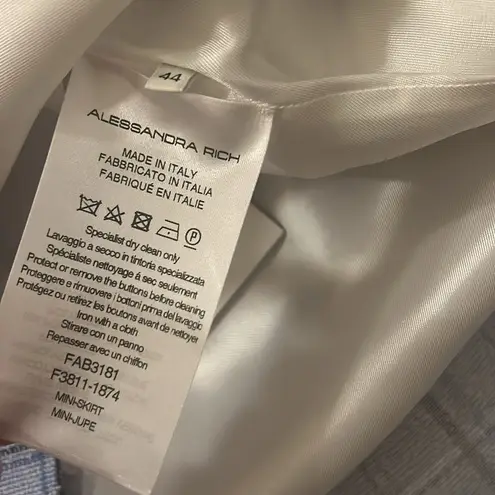 44
ALESSANDRA RICH
MADE IN ITALY
FABBRICATO IN ITALIA
FABRIQUÉ EN ITALIE
P
Specialist dry clean only
Lavaggio a secco in tintoria specializzata
Spécialiste nettoyage á sec seulement
Protect or remove the buttons before cleaning
Proteggere e rimuovere i bottoni prima del lavaggio
Protégez ou retirez les boutons avant de nettoyer
Iron with a cloth
Stirare con un panno
Repasser avec un chiffon
FAB3181
F3811-1874
MINI-SKIRT
MINI-JUPE